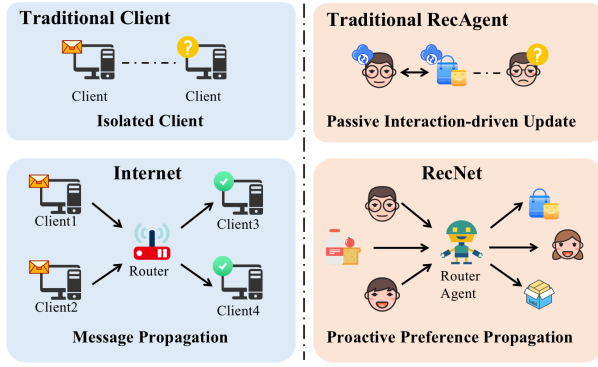 Traditional Client
?
Client
Client
Isolated Client
Traditional RecAgent
?
Passive Interaction-driven Update
Internet
Client1
Client3
Router
Client2
Client4
Message Propagation
RecNet
Router
Agent
Proactive Preference Propagation